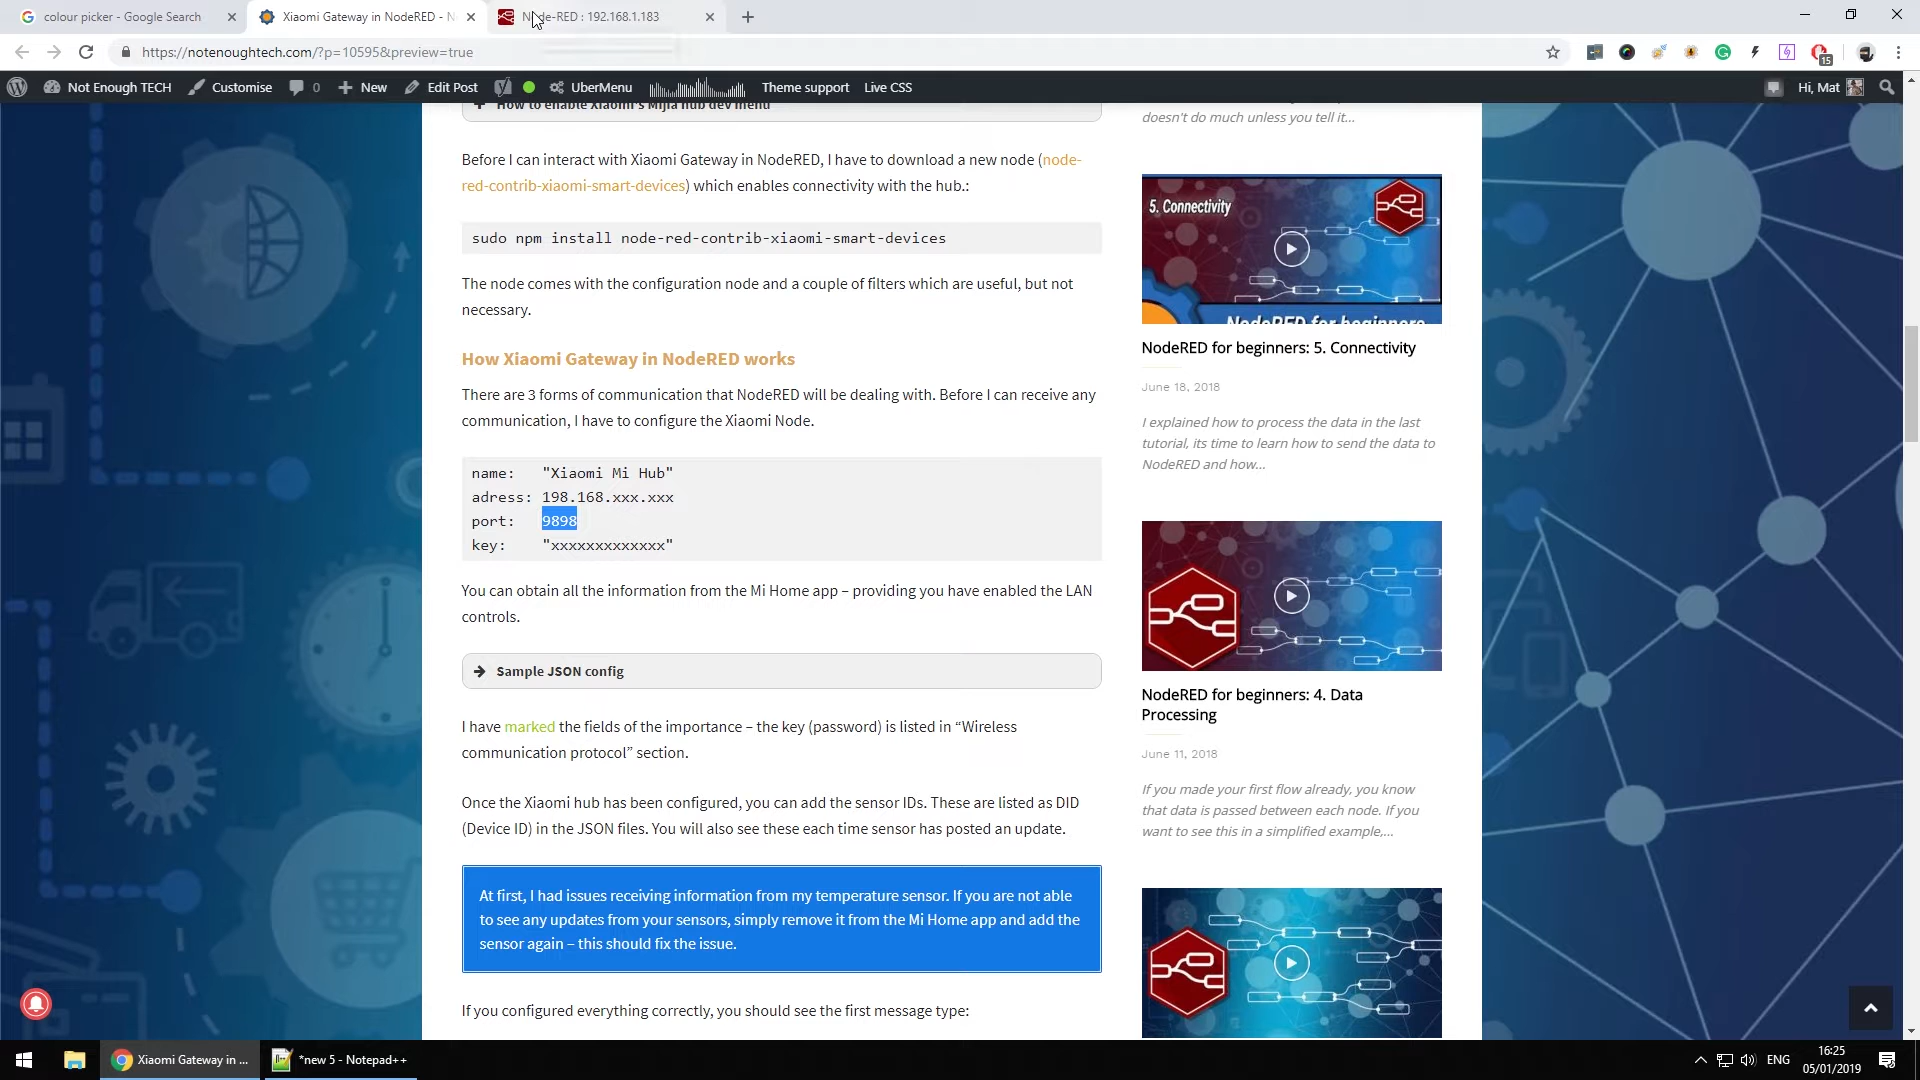 colour picker - Google Search
Xiaomi Gateway in NodeRED - N
Node-RED : 192.168.1.183
https://notenoughtech.com/?p=10595&preview=true
15
Not Enough TECH
Customise
0
New
Edit Post
UberMenu
Theme support
Live CSS
Hi, Mat
How to enable Xiaomi's Mijia hub dev menu
Before I can interact with Xiaomi Gateway in NodeRED, I have to download a new node (node-
red-contrib-xiaomi-smart-devices) which enables connectivity with the hub.:
sudo npm install node-red-contrib-xiaomi-smart-devices
The node comes with the configuration node and a couple of filters which are useful, but not
necessary.
How Xiaomi Gateway in NodeRED works
There are 3 forms of communication that NodeRED will be dealing with. Before I can receive any
communication, I have to configure the Xiaomi Node.
name: "Xiaomi Mi Hub"
adress: 198.168.xxx.xxx
port: 9898
key: "xxxxxxxxxxxxx"
You can obtain all the information from the Mi Home app – providing you have enabled the LAN
controls.
Sample JSON config
I have marked the fields of the importance – the key (password) is listed in “Wireless
communication protocol” section.
Once the Xiaomi hub has been configured, you can add the sensor IDs. These are listed as DID
(Device ID) in the JSON files. You will also see these each time sensor has posted an update.
At first, I had issues receiving information from my temperature sensor. If you are not able
to see any updates from your sensors, simply remove it from the Mi Home app and add the
sensor again – this should fix the issue.
If you configured everything correctly, you should see the first message type:
doesn't do much unless you tell it...
5. Connectivity
NodeRED for beginners
NodeRED for beginners: 5. Connectivity
June 18, 2018
I explained how to process the data in the last
tutorial, its time to learn how to send the data to
NodeRED and how...
NodeRED for beginners: 4. Data
Processing
June 11, 2018
If you made your first flow already, you know
that data is passed between each node. If you
want to see this in a simplified example,...
Xiaomi Gateway in ...
*new 5 - Notepad++
ENG
16:25
05/01/2019